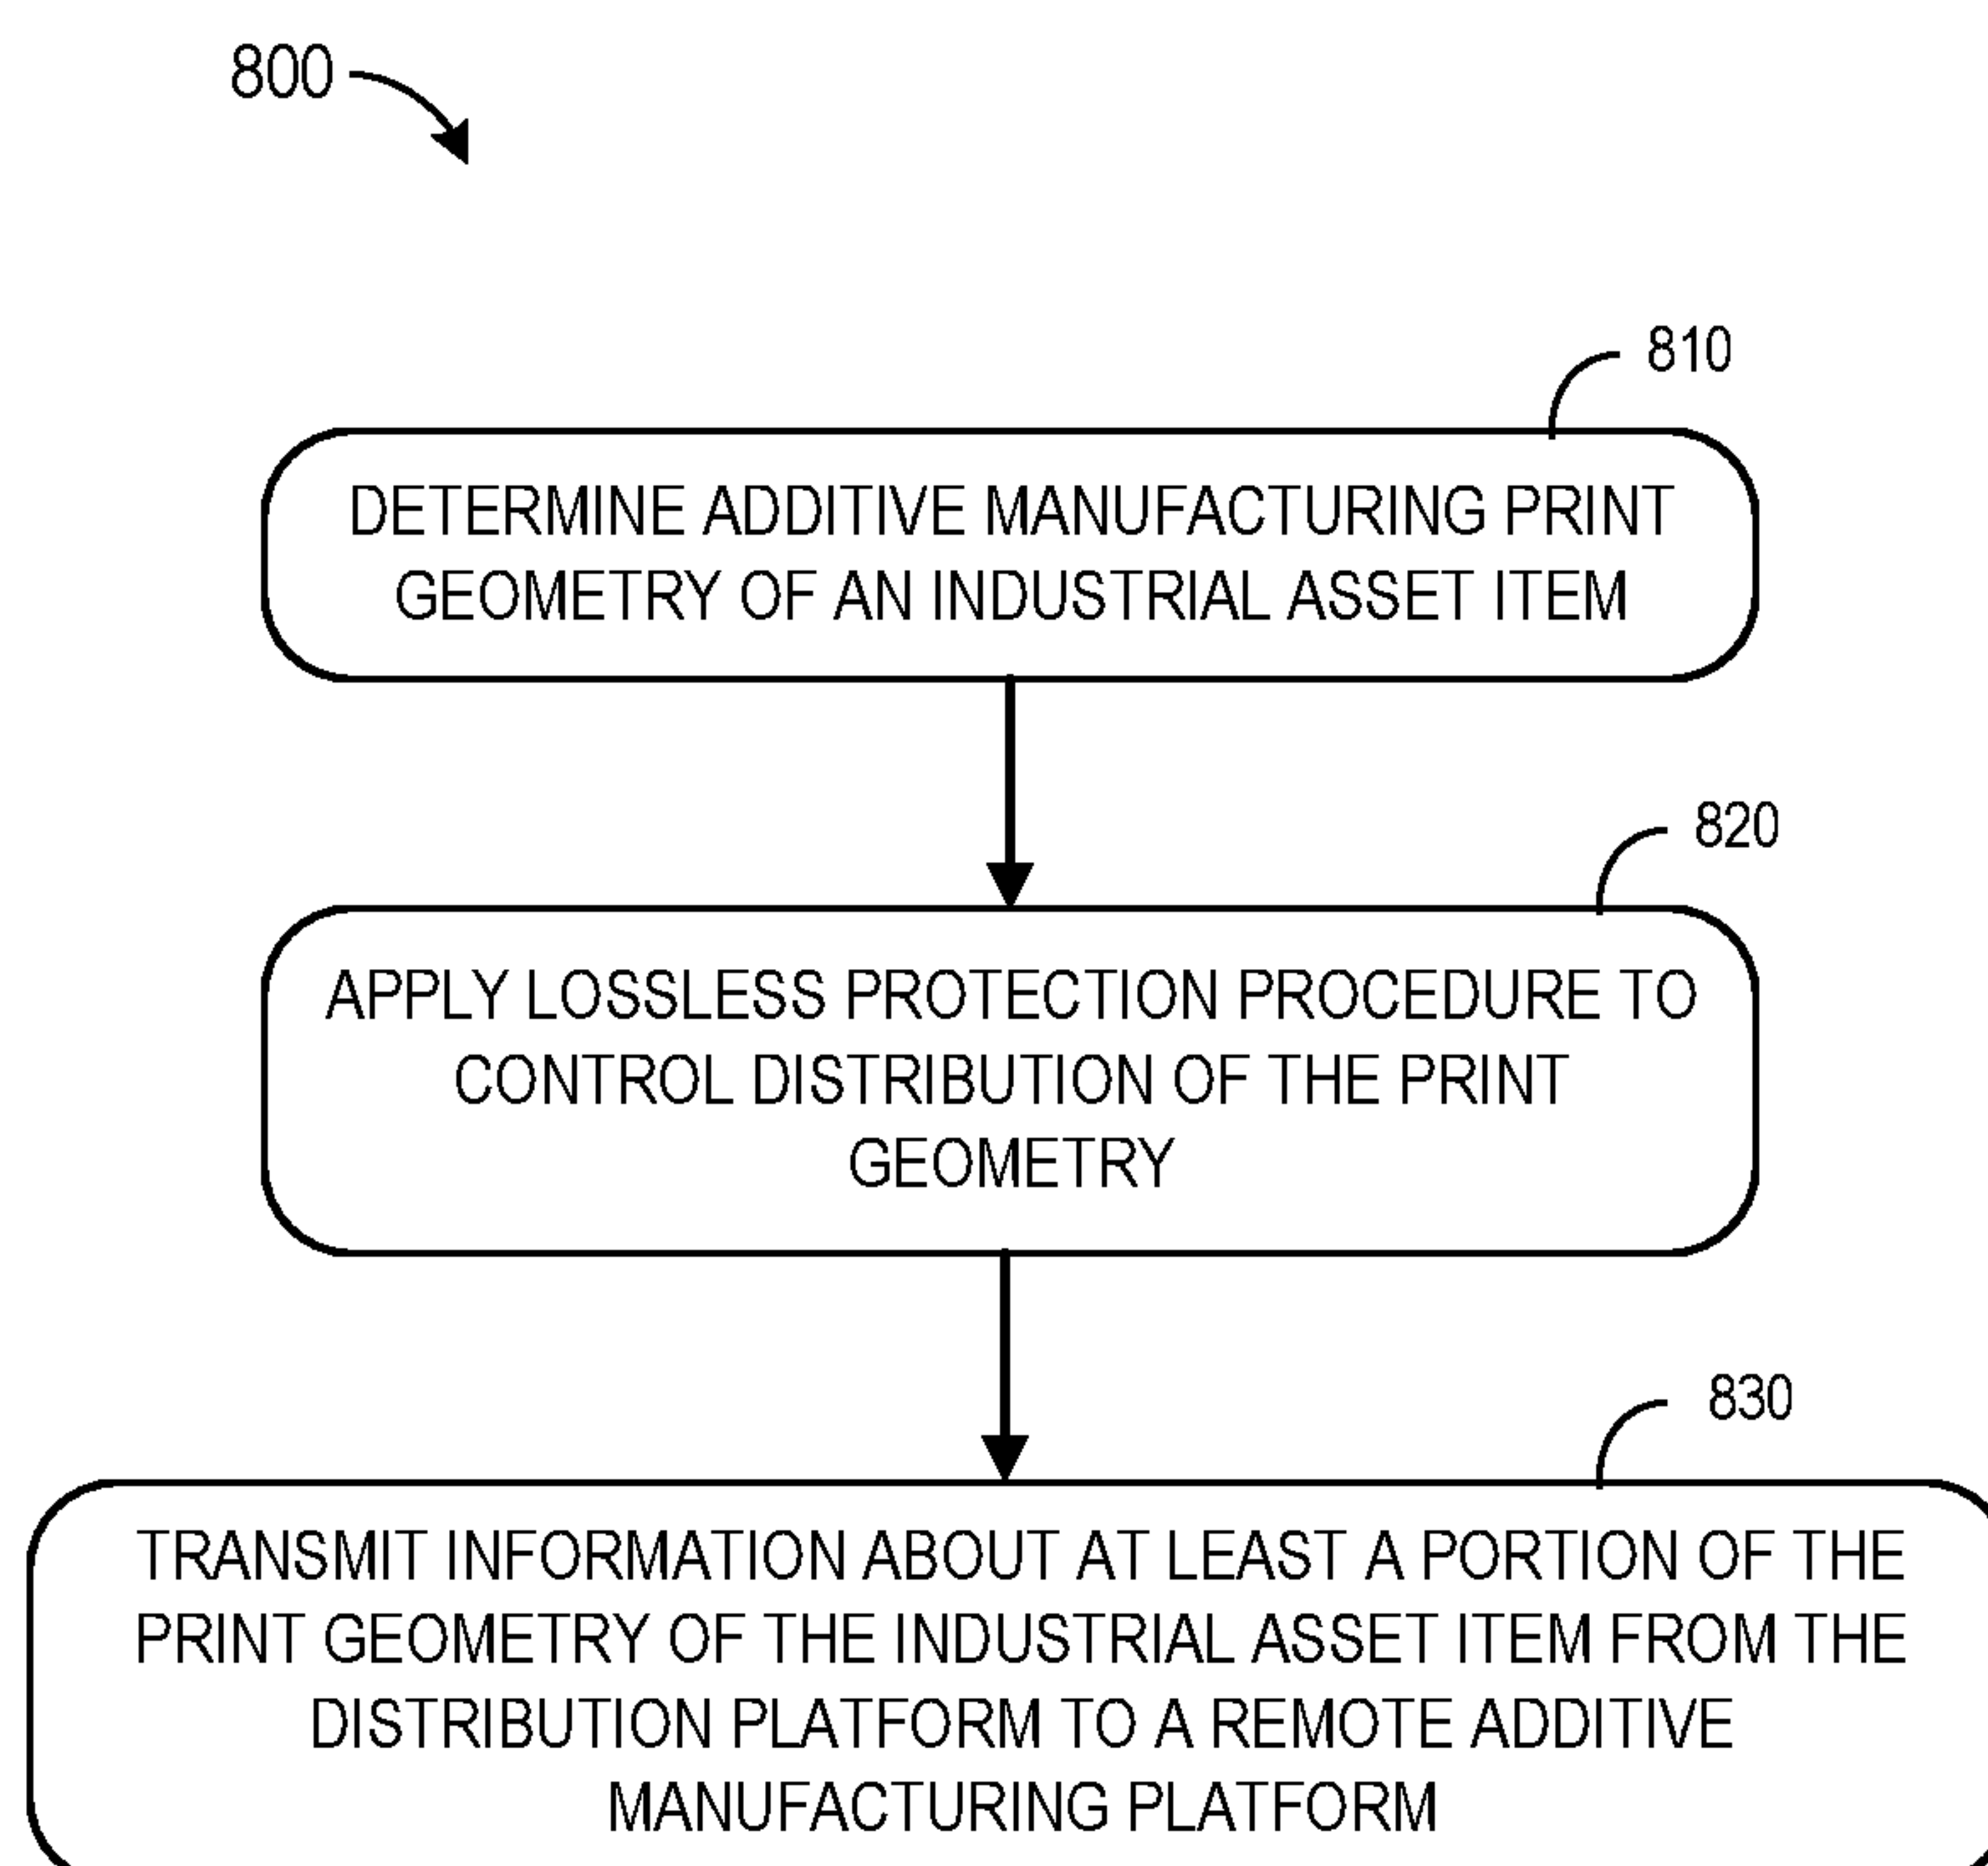 800
810
DETERMINE ADDITIVE MANUFACTURING PRINT
GEOMETRY OF AN INDUSTRIAL ASSET ITEM
820
APPLY LOSSLESS PROTECTION PROCEDURE TO
CONTROL DISTRIBUTION OF THE PRINT
GEOMETRY
830
TRANSMIT INFORMATION ABOUT AT LEAST A PORTION OF THE
PRINT GEOMETRY OF THE INDUSTRIAL ASSET ITEM FROM THE
DISTRIBUTION PLATFORM TO A REMOTE ADDITIVE
MANUFACTURING PLATFORM